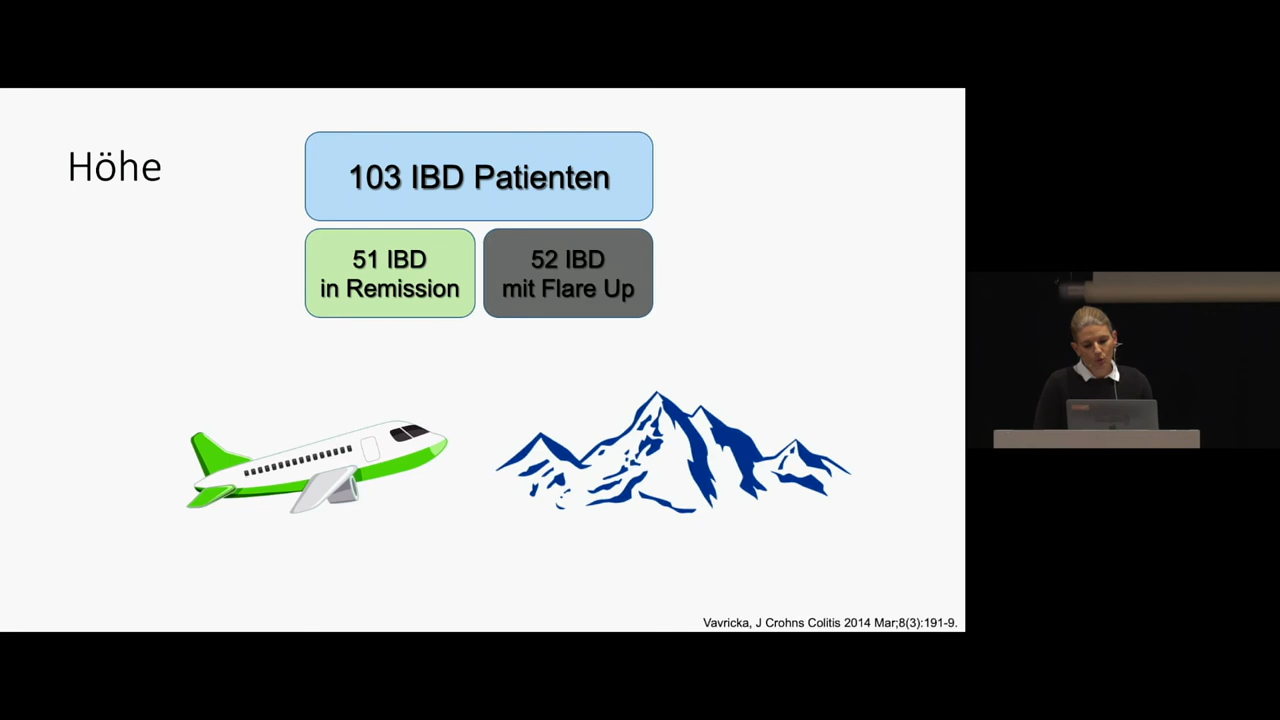 Höhe
103 IBD Patienten
51 IBD
in Remission
52 IBD
mit Flare Up
Vavricka, J Crohns Colitis 2014 Mar;8(3):191-9.